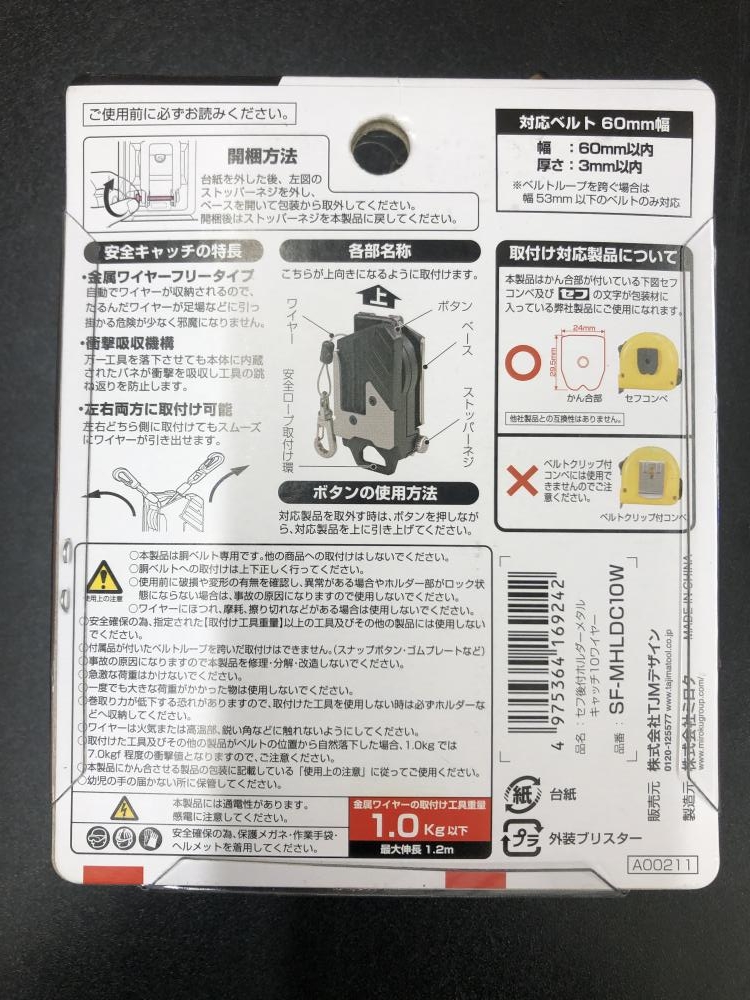 ご使用前に必ずお読みください。
開梱方法
台紙を外した後、左図の
ストッパーネジを外し、
ベースを開いて包装から取外してください。
開梱後はストッパーネジを本製品に戻してください。
対応ベルト 60mm幅
幅 ：60mm以内
厚さ：3mm以内
※ベルトループを跨ぐ場合は
幅53mm以下のベルトのみ対応
安全キャッチの特長
・金属ワイヤーフリータイプ
自動でワイヤーが収納されるので、
たるんだワイヤーが足場などに引っ
掛かる危険が少なく邪魔になりません。
・衝撃吸収機構
万一工具を落下させても本体に内蔵
されたバネが衝撃を吸収し工具の跳
ね返りを防止します。
・左右両方に取付け可能
左右どちら側に取付けてもスムーズ
にワイヤーが引き出せます。
各部名称
こちらが上向きになるように取付けます。
上
ワイヤー
ボタン
ベース
安全ロープ取付け環
ストッパーネジ
ボタンの使用方法
対応製品を取外す時は、ボタンを押しなが
ら、対応製品を上に引き上げてください。
取付け対応製品について
本製品はかん合部が付いている下図セフ
コンベ及び セフ の文字が包装材に
入っている弊社製品にご使用になれます。
24mm
29.5mm
かん合部
セフコンベ
他社製品との互換性はありません。
ベルトクリップ付
コンベには使用で
きませんのでご注
意ください。
ベルトクリップ付コンベ
使用上の注意
○本製品は胴ベルト専用です。他の商品への取付けはしないでください。
○胴ベルトへの取付けは上下正しく行ってください。
○使用前に破損や変形の有無を確認し、異常がある場合やホルダー部がロック状
態にならない場合は、事故の原因になりますので使用しないでください。
○ワイヤーにほつれ、摩耗、擦り切れなどがある場合は使用しないでください。
○安全確保の為、指定された【取付け工具重量】以上の工具及びその他の製品には使用しない
でください。
○付属品が付いたベルトループを跨いだ取付けはできません。(スナップボタン・ゴムプレートなど)
○事故の原因になりますので本製品を修理・分解・改造しないでください。
○急激な荷重はかけないでください。
○一度でも大きな荷重がかかった物は使用しないでください。
○巻取り力が低下する恐れがありますので、取付けた工具を使用しない時は必ずホルダーな
どへ収納してください。
○ワイヤーは火気または高温部、鋭い角などに触れないようにしてください。
○取付けた工具及びその他の製品がベルトの位置から自然落下した場合、1.0kgでは
7.0kgf 程度の衝撃値となりますので、ご注意ください。
○本製品にかん合させる製品の包装に記載している「使用上の注意」に従ってご使用ください。
○幼児の手の届かない所に保管してください。
本製品には通電性があります。
感電に注意してください。
安全確保の為、保護メガネ・作業手袋・
ヘルメットを着用してください。
金属ワイヤーの取付け工具重量
1.0 Kg以下
最大伸長 1.2m
4 975364 169242
品名：セフ後付ホルダーメタル
キャッチ10ワイヤー
品番：SF-MHLDC10W
紙
台紙
プラ
外装ブリスター
販売元 株式会社TJMデザイン
0120-125577 www.tajimatool.co.jp
製造元 株式会社ミロク MADE IN CHINA
www.mirokugroup.com/
A00211